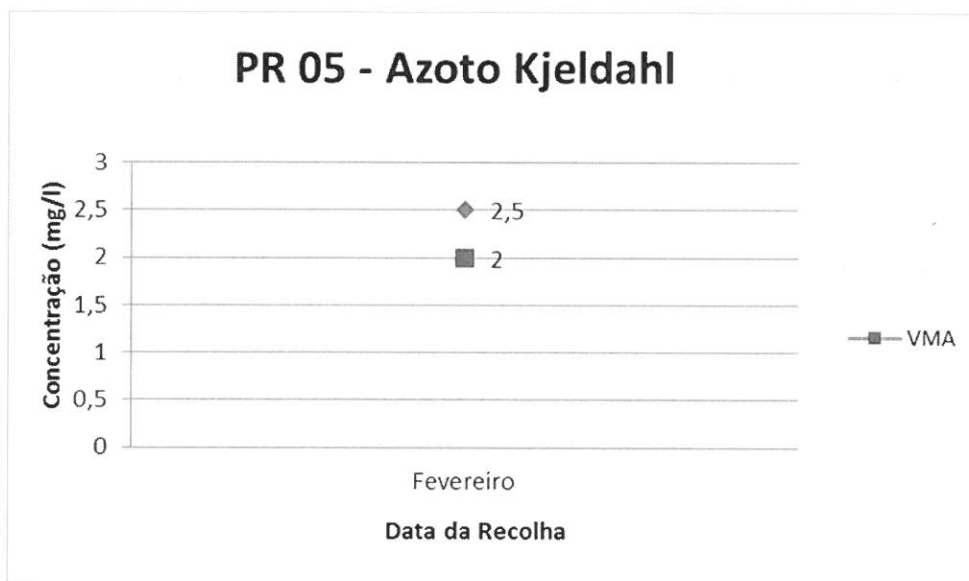 PR 05 - Azoto Kjeldahl
Concentração (mg/l)
3
2,5
2
1,5
1
0,5
0
2,5
2
VMA
Fevereiro
Data da Recolha